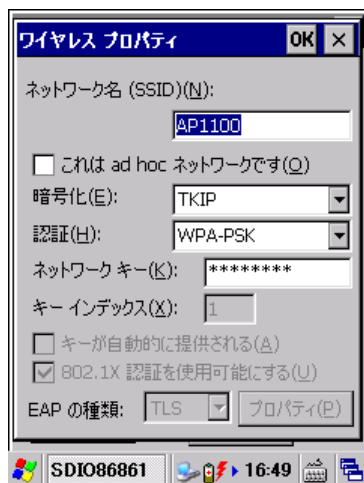 ワイヤレス プロパティ OK ×
ネットワーク名 (SSID)(N):
AP1100
これは ad hoc ネットワークです(O)
暗号化(E): TKIP
認証(H): WPA-PSK
ネットワーク キー(K): ********
キー インデックス(X): 1
キーが自動的に提供される(A)
802.1X 認証を使用可能にする(U)
EAP の種類: TLS プロパティ(P)
SDIO86861 16:49